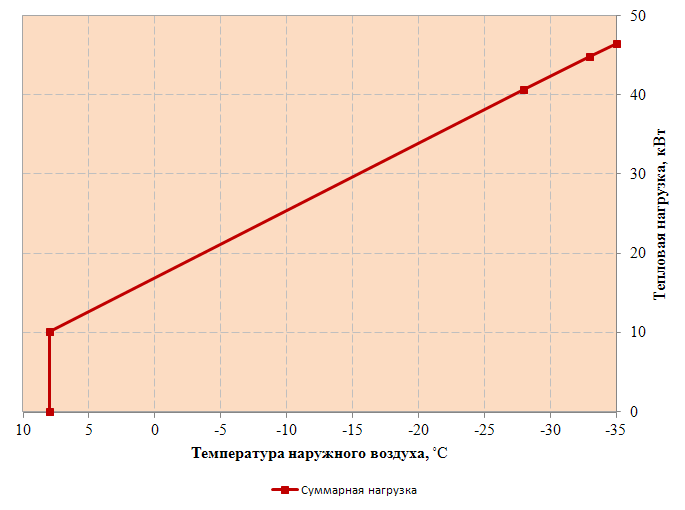 50
40
30
20
10
0
Тепловая нагрузка, кВт
10 5 0 -5 -10 -15 -20 -25 -30 -35
Температура наружного воздуха, ˚С
Суммарная нагрузка